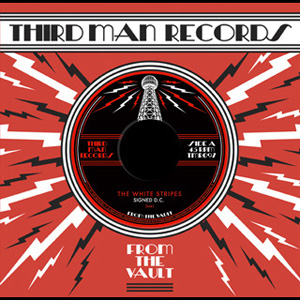 THIRD MAN RECORDS
THIRD
MAN
RECORDS
SIDE A
45 RPM
THE WHITE STRIPES
SIGNED D.C.
FROM THE VAULT
FROM
THE
VAULT